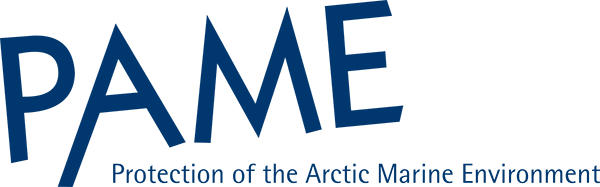 PAME
Protection of the Arctic Marine Environment